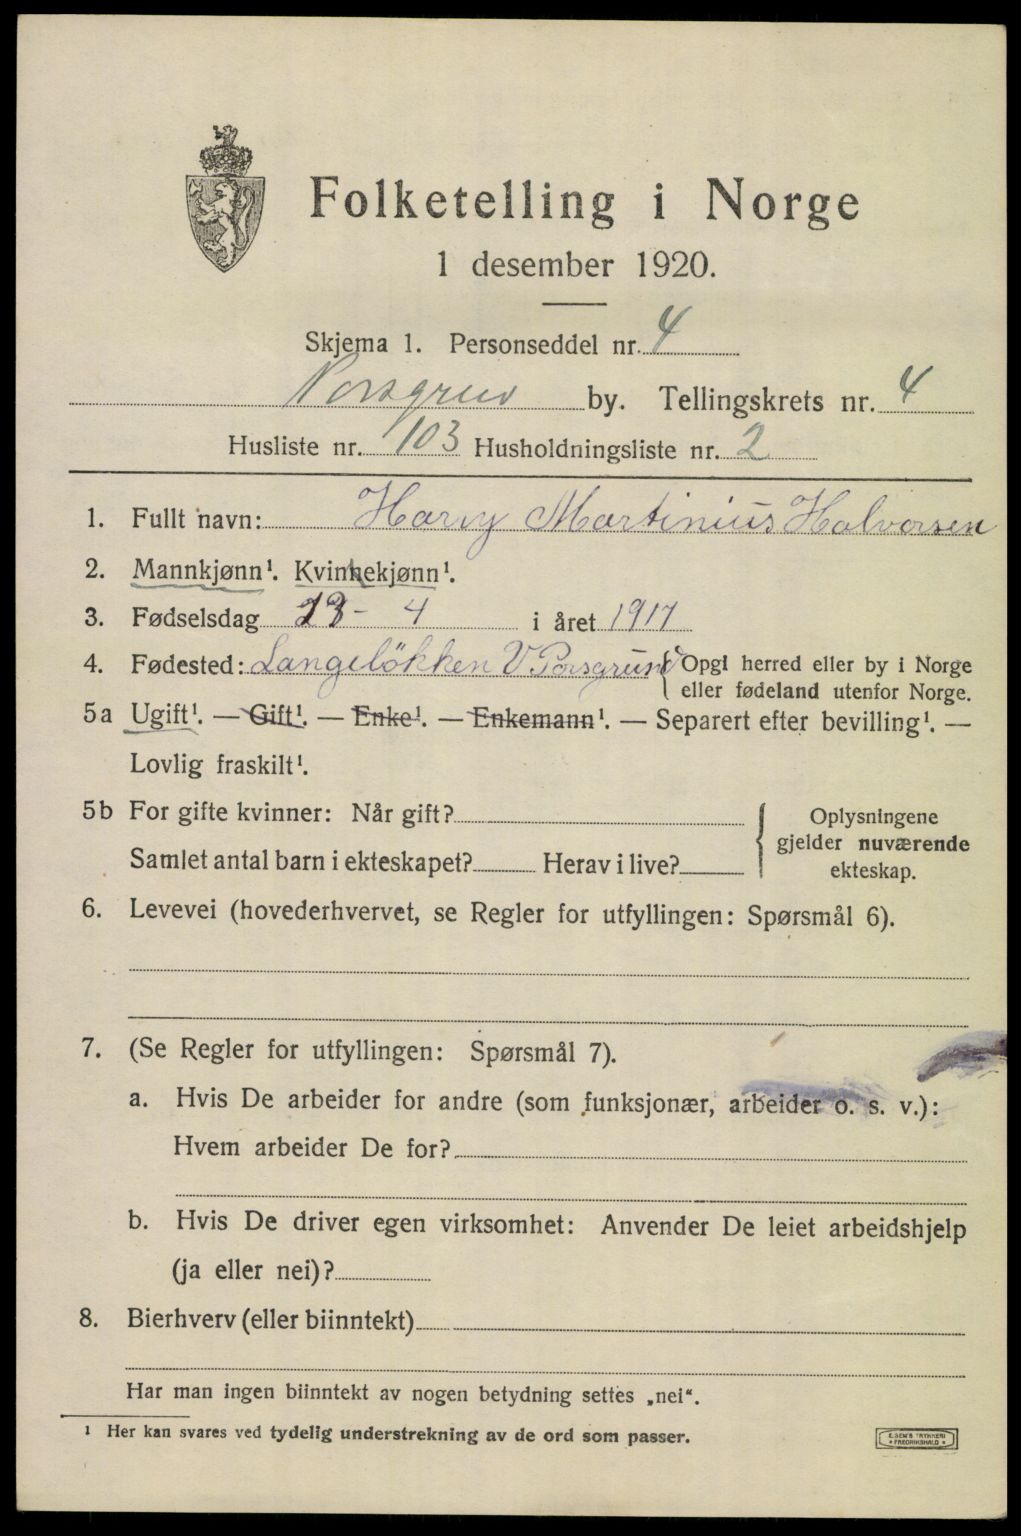 Folketelling i Norge
1 desember 1920.
Skjema 1. Personseddel nr. 4
Porsgrun by. Tellingskrets nr. 4
Husliste nr. 103 Husholdningsliste nr. 2
1. Fullt navn: Harry Martinius Halvorsen
2. Mannkjønn¹. Kvinnekjønn¹.
3. Fødselsdag - 4 i året 1917
4. Fødested: Langeløkken V Porsgrund { Opgi herred eller by i Norge
eller fødeland utenfor Norge.
5a Ugift¹. — Gift¹. — Enke¹. — Enkemann¹. — Separert efter bevilling¹. —
Lovlig fraskilt¹.
5b For gifte kvinner: Når gift? { Oplysningene
gjelder nuværende
Samlet antal barn i ekteskapet? Herav i live? ekteskap.
6. Levevei (hovederhvervet, se Regler for utfyllingen: Spørsmål 6).
7. (Se Regler for utfyllingen: Spørsmål 7).
a. Hvis De arbeider for andre (som funksjonær, arbeider o. s. v.):
Hvem arbeider De for?
b. Hvis De driver egen virksomhet: Anvender De leiet arbeidshjelp
(ja eller nei)?
8. Bierhverv (eller biinntekt)
Har man ingen biinntekt av nogen betydning settes „nei“.
¹ Her kan svares ved tydelig understrekning av de ord som passer.
E. SEM'S TRYKKERI
* FREDRIKSHALD *